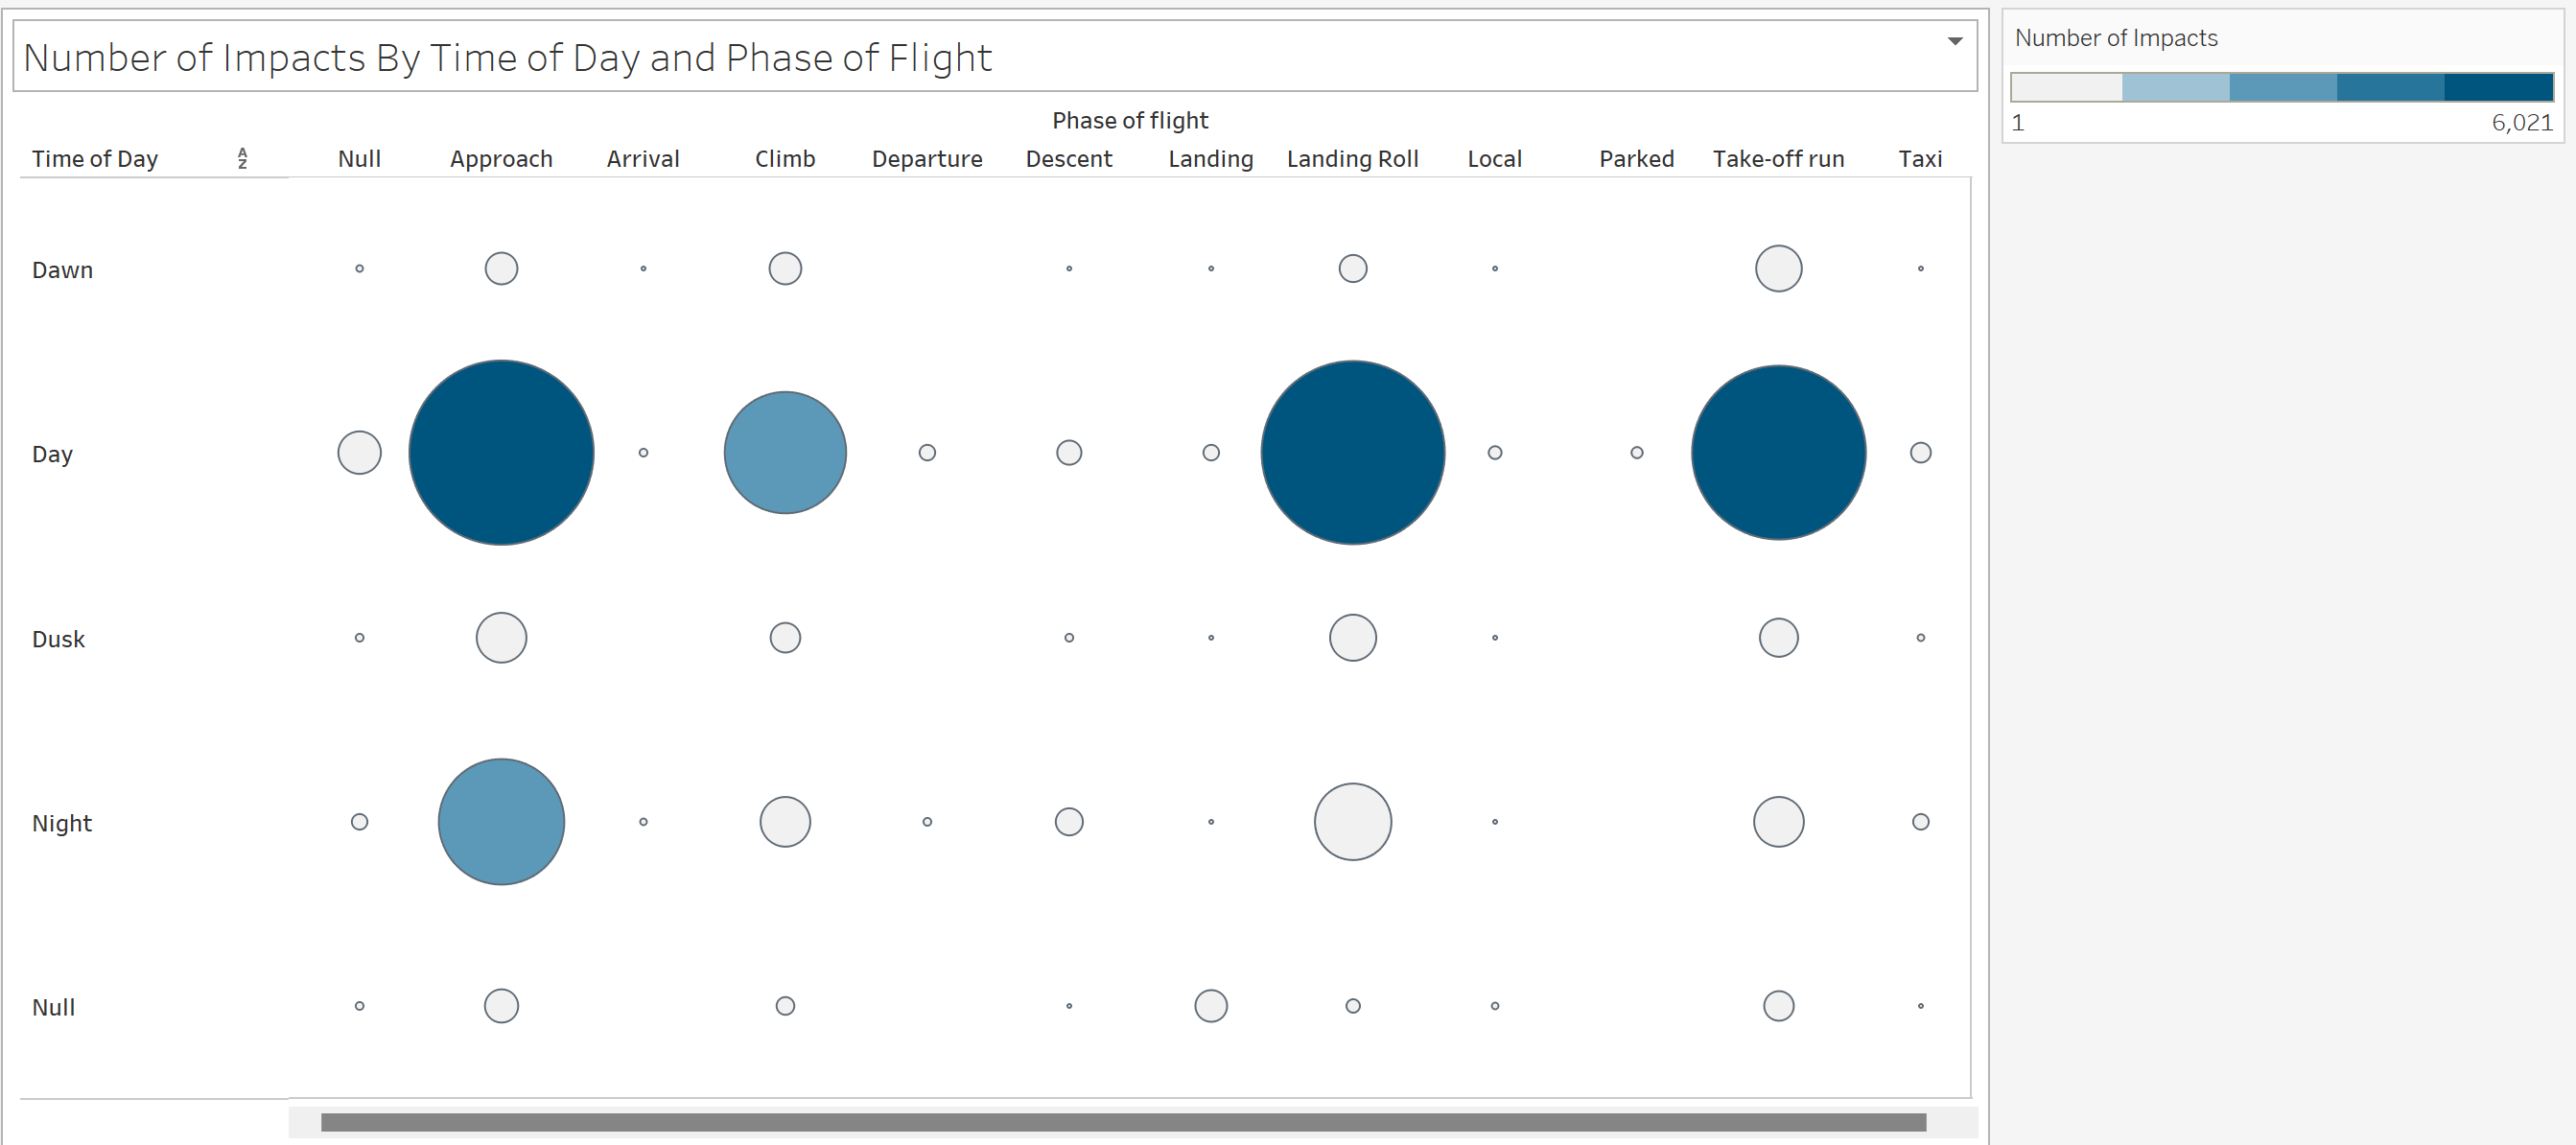 Number of Impacts By Time of Day and Phase of Flight
Number of Impacts
1 6,021
Phase of flight
Time of Day A Z Null Approach Arrival Climb Departure Descent Landing Landing Roll Local Parked Take-off run Taxi
Dawn
Day
Dusk
Night
Null